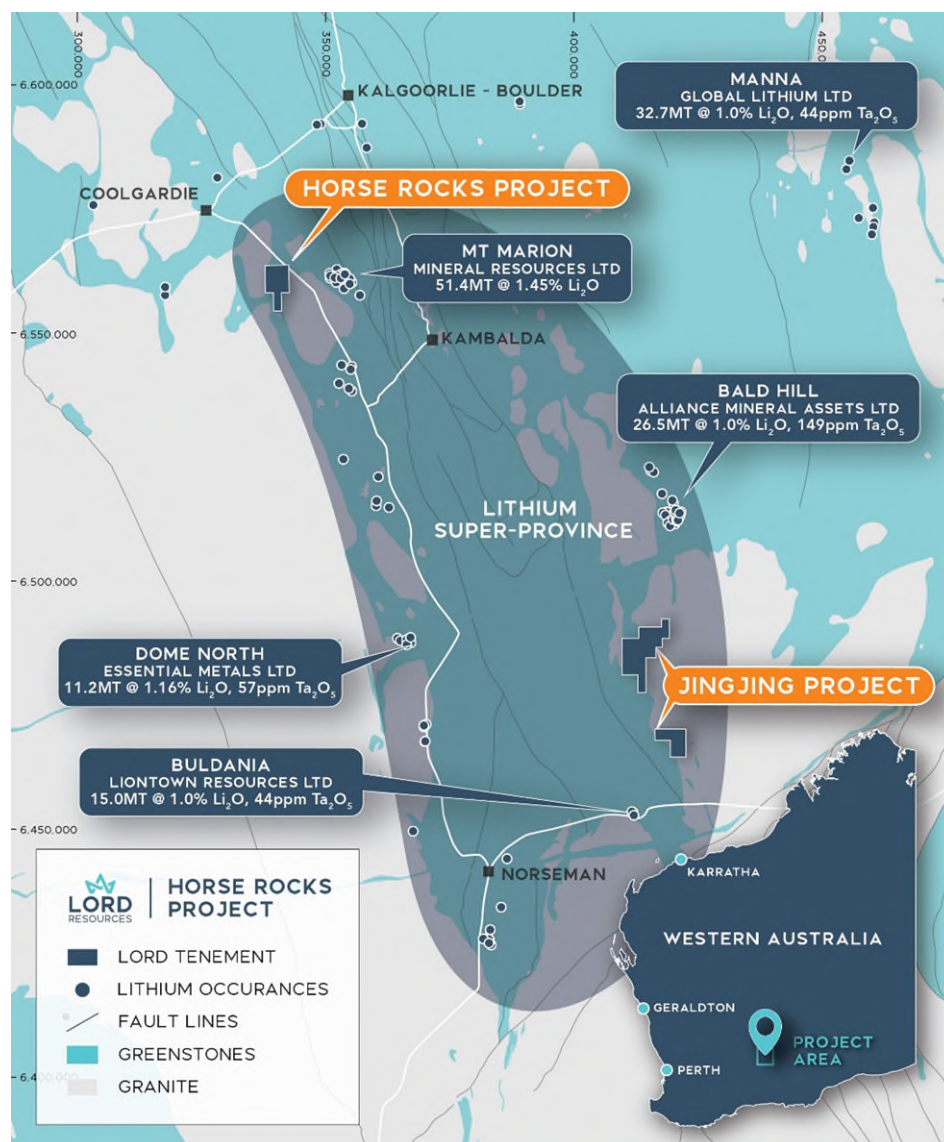 300.000
350.000
400.000
450.000
6.600.000
KALGOORLIE - BOULDER
MANNA
GLOBAL LITHIUM LTD
32.7MT @ 1.0% Li₂O, 44ppm Ta₂O₅
COOLGARDIE
HORSE ROCKS PROJECT
MT MARION
MINERAL RESOURCES LTD
51.4MT @ 1.45% Li₂O
6.550.000
KAMBALDA
BALD HILL
ALLIANCE MINERAL ASSETS LTD
26.5MT @ 1.0% Li₂O, 149ppm Ta₂O₅
LITHIUM
SUPER-PROVINCE
6.500.000
DOME NORTH
ESSENTIAL METALS LTD
11.2MT @ 1.16% Li₂O, 57ppm Ta₂O₅
JINGJING PROJECT
BULDANIA
LIONTOWN RESOURCES LTD
15.0MT @ 1.0% Li₂O, 44ppm Ta₂O₅
6.450.000
NORSEMAN
LORD
RESOURCES
HORSE ROCKS
PROJECT
LORD TENEMENT
LITHIUM OCCURANCES
FAULT LINES
GREENSTONES
GRANITE
6.400.000
KARRATHA
WESTERN AUSTRALIA
GERALDTON
PROJECT
AREA
PERTH